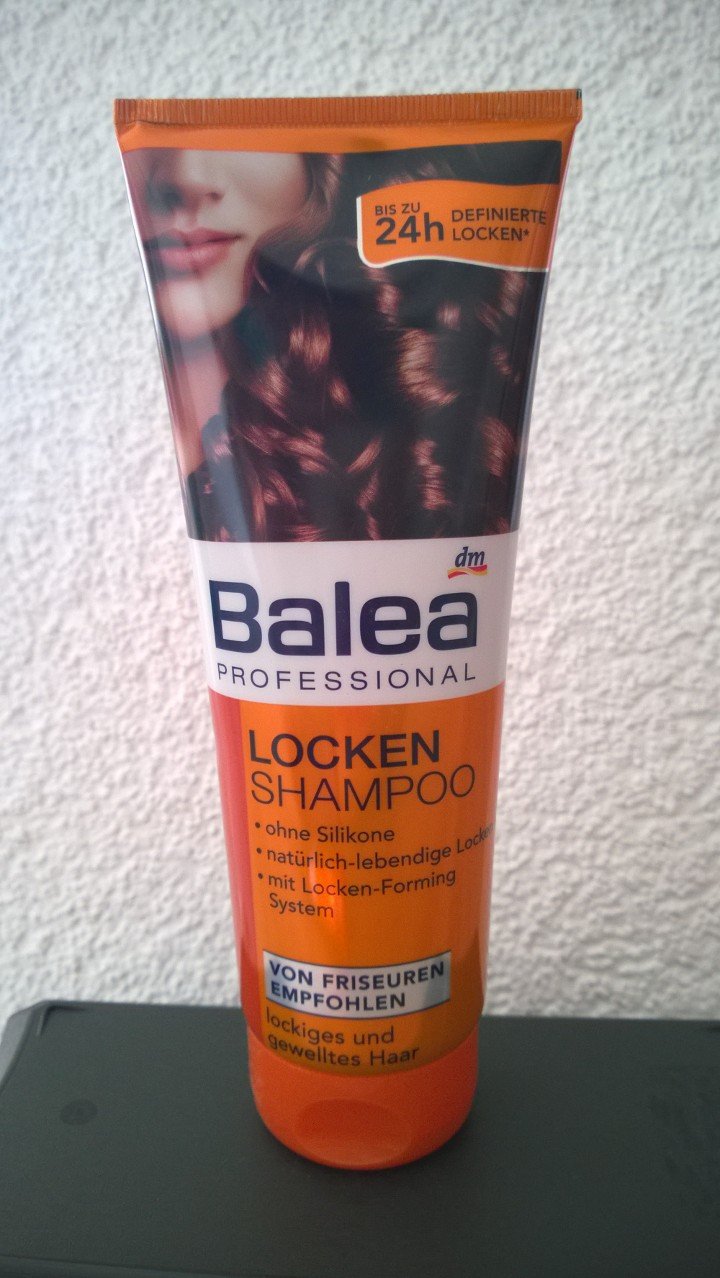 BIS ZU
24h
DEFINIERTE
LOCKEN*
dm
Balea
PROFESSIONAL
LOCKEN
SHAMPOO
• ohne Silikone
• natürlich-lebendige Locken
• mit Locken-Forming
System
VON FRISEUREN
EMPFOHLEN
lockiges und
gewelltes Haar